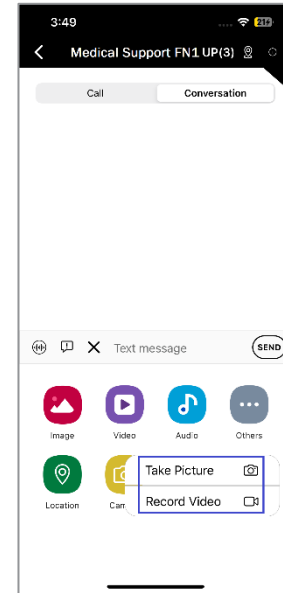 3:49
Medical Support FN1 UP(3)
Call Conversation
Text message SEND
Image Video Audio Others
Take Picture
Record Video
Location Cam